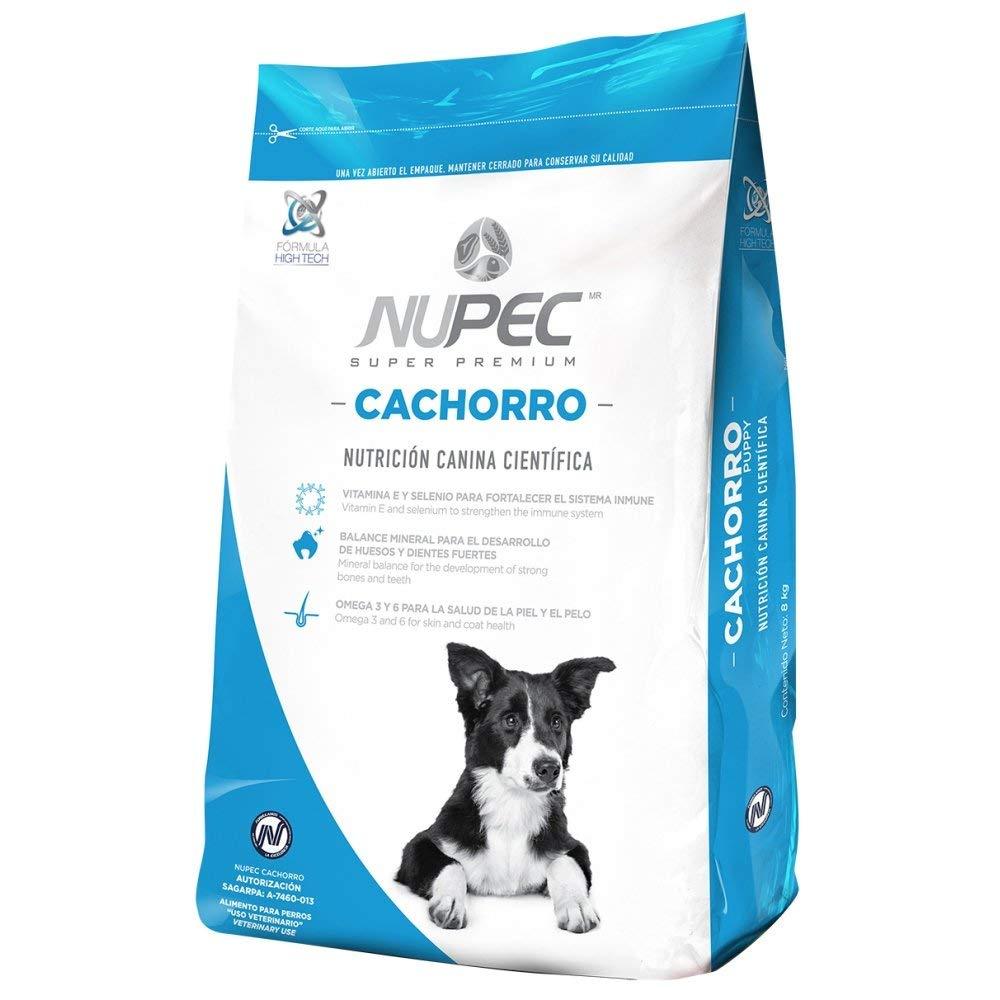 CORTE AQUÍ PARA ABRIR
UNA VEZ ABIERTO EL EMPAQUE, MANTENER CERRADO PARA CONSERVAR SU CALIDAD
FÓRMULA
HIGH TECH
NUPEC MR
SUPER PREMIUM
- CACHORRO -
NUTRICIÓN CANINA CIENTÍFICA
VITAMINA E Y SELENIO PARA FORTALECER EL SISTEMA INMUNE
Vitamin E and selenium to strengthen the immune system
BALANCE MINERAL PARA EL DESARROLLO
DE HUESOS Y DIENTES FUERTES
Mineral balance for the development of strong
bones and teeth
OMEGA 3 Y 6 PARA LA SALUD DE LA PIEL Y EL PELO
Omega 3 and 6 for skin and coat health
LA EXCELENCIA
NUPEC CACHORRO
AUTORIZACIÓN
SAGARPA: A-7460-013
ALIMENTO PARA PERROS
"USO VETERINARIO"
VETERINARY USE
FÓRMULA
HIGH TECH
- CACHORRO -
PUPPY
NUTRICIÓN CANINA CIENTÍFICA
Contenido Neto: 8 kg